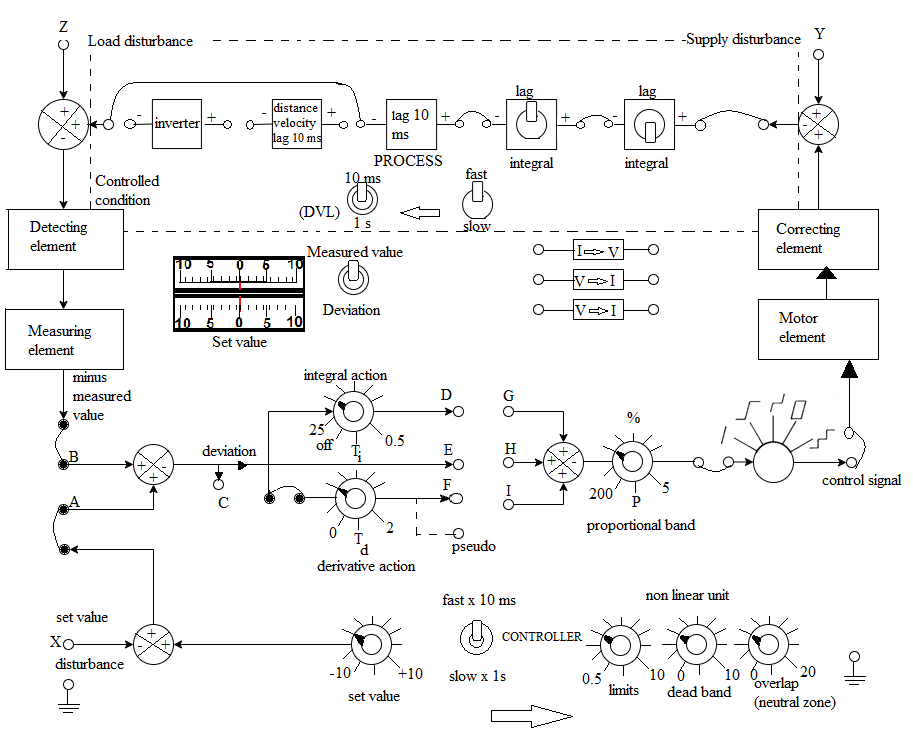 Z
Y
Load disturbance
Supply disturbance
lag
lag
+
+
+
-
inverter
+
-
distance
velocity
lag 10 ms
+
-
lag 10
ms
+
-
+
-
+
+
+
-
PROCESS
integral
integral
Controlled
condition
10 ms
(DVL)
1 s
fast
slow
Detecting
element
Correcting
element
Measured value
Deviation
10 5 0 5 10
10 5 0 5 10
Set value
I ⇨ V
V ⇨ I
V ⇨ I
Measuring
element
Motor
element
minus
measured
value
integral action
25
off
Ti
0.5
D
G
%
B
+
-
deviation
C
E
H
+
+
-
control signal
A
F
I
200
P
5
proportional band
0
Td
2
derivative action
pseudo
set value
X
disturbance
+
-
+
-10
+10
set value
fast x 10 ms
CONTROLLER
slow x 1s
non linear unit
0.5
10
limits
0
10
dead band
0
20
overlap
(neutral zone)